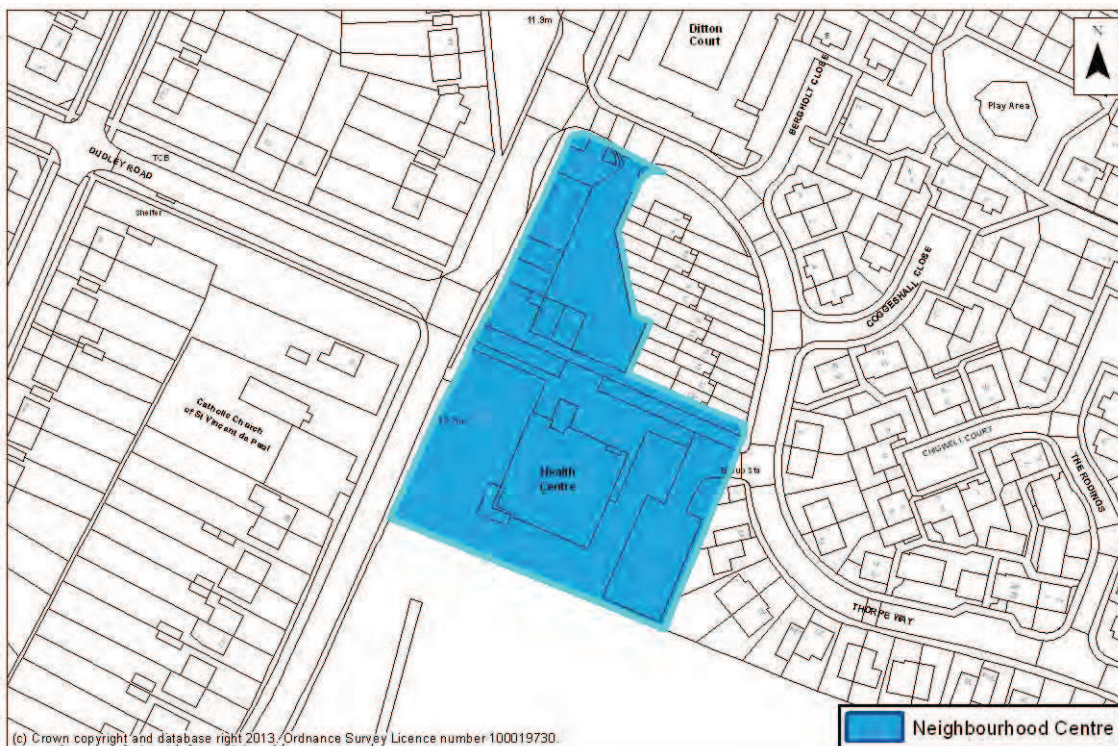 11.9m
Ditton
Court
N
BERGHOLT CLOSE
Play Area
DUDLEY ROAD
TCB
Shelter
COGGESHALL CLOSE
Catholic Church
of St Vincent de Paul
Health
Centre
CHIGWELL COURT
THE RODINGS
THORPE WAY
(c) Crown copyright and database right 2013. Ordnance Survey Licence number 100019730.
Neighbourhood Centre